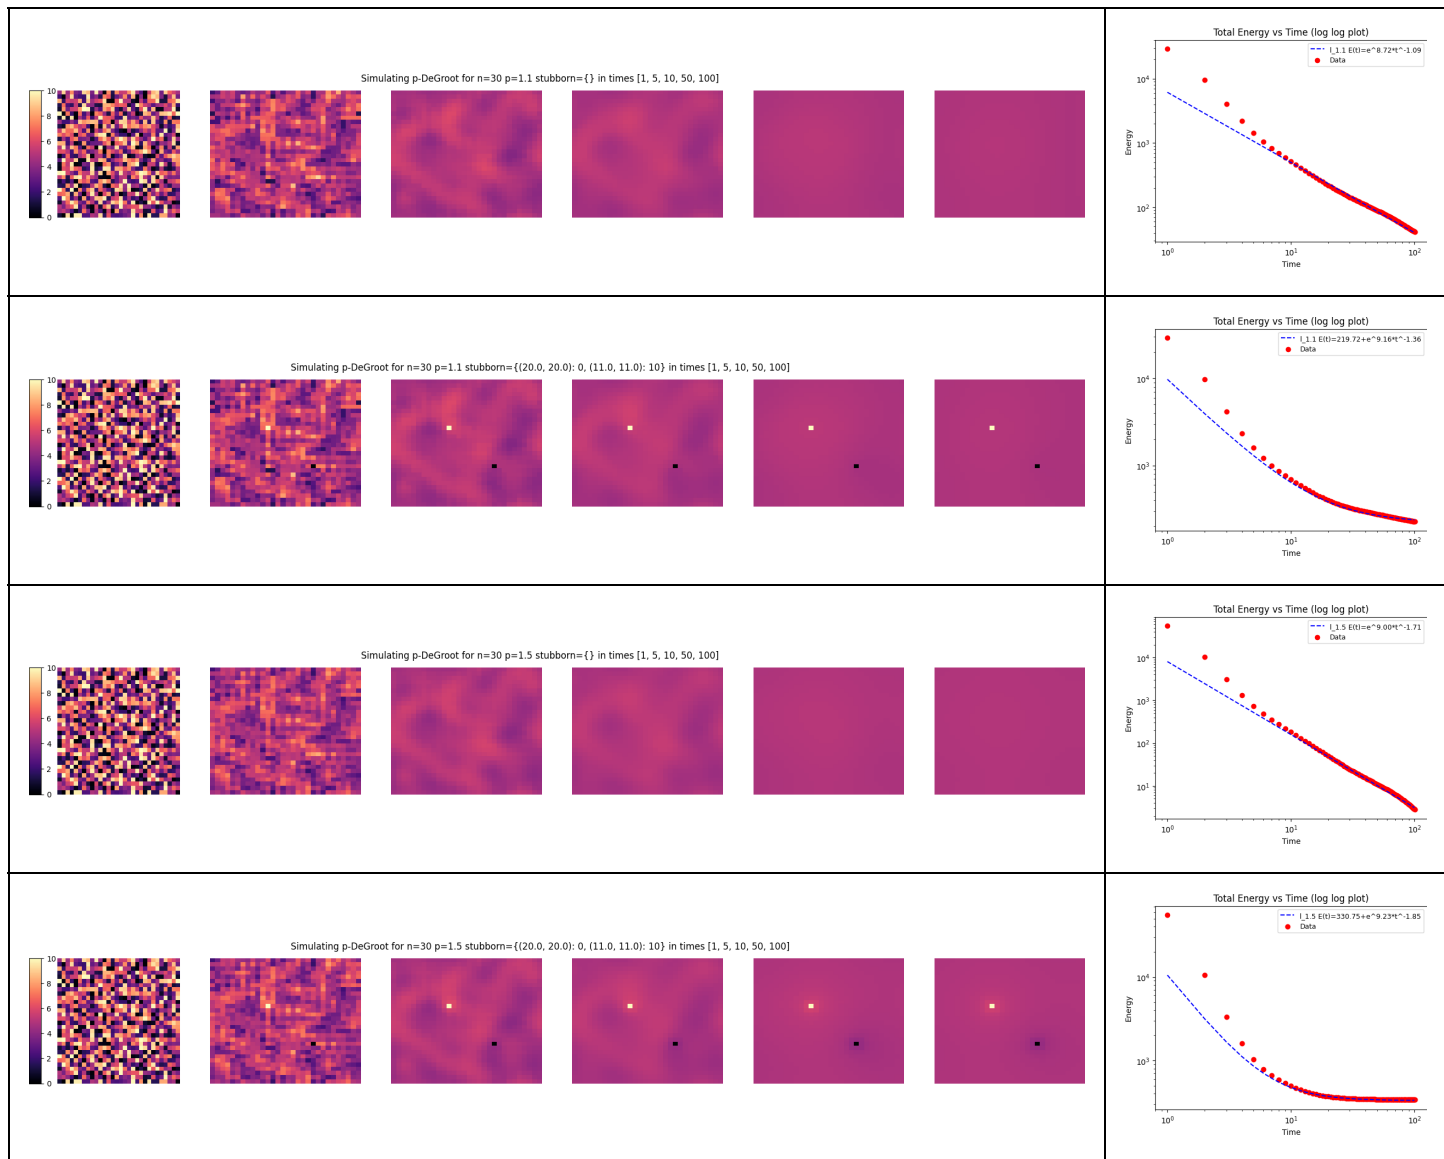 Simulating p-DeGroot for n=30 p=1.1 stubborn={} in times [1, 5, 10, 50, 100]
10
8
6
4
2
0
Total Energy vs Time (log log plot)
l_1.1 E(t)=e^8.72*t^-1.09
Data
Energy
10^4
10^3
10^2
10^0
10^1
10^2
Time
Simulating p-DeGroot for n=30 p=1.1 stubborn={(20.0, 20.0): 0, (11.0, 11.0): 10} in times [1, 5, 10, 50, 100]
10
8
6
4
2
0
Total Energy vs Time (log log plot)
l_1.1 E(t)=219.72+e^9.16*t^-1.36
Data
Energy
10^4
10^3
10^0
10^1
10^2
Time
Simulating p-DeGroot for n=30 p=1.5 stubborn={} in times [1, 5, 10, 50, 100]
10
8
6
4
2
0
Total Energy vs Time (log log plot)
l_1.5 E(t)=e^9.00*t^-1.71
Data
Energy
10^4
10^3
10^2
10^1
10^0
10^1
10^2
Time
Simulating p-DeGroot for n=30 p=1.5 stubborn={(20.0, 20.0): 0, (11.0, 11.0): 10} in times [1, 5, 10, 50, 100]
10
8
6
4
2
0
Total Energy vs Time (log log plot)
l_1.5 E(t)=330.75+e^9.23*t^-1.85
Data
Energy
10^4
10^3
10^0
10^1
10^2
Time